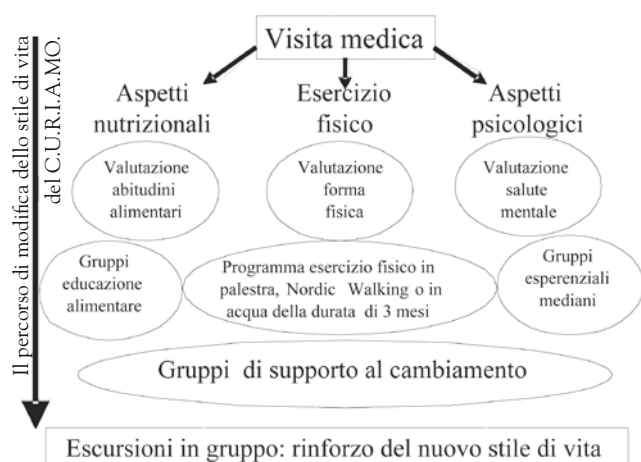 Il percorso di modifica dello stile di vita
del C.U.R.I.A.MO.
Visita medica
Aspetti
nutrizionali
Esercizio
fisico
Aspetti
psicologici
Valutazione
abitudini
alimentari
Valutazione
forma
fisica
Valutazione
salute
mentale
Gruppi
educazione
alimentare
Programma esercizio fisico in
palestra, Nordic Walking o in
acqua della durata di 3 mesi
Gruppi
esperenziali
mediani
Gruppi di supporto al cambiamento
Escursioni in gruppo: rinforzo del nuovo stile di vita